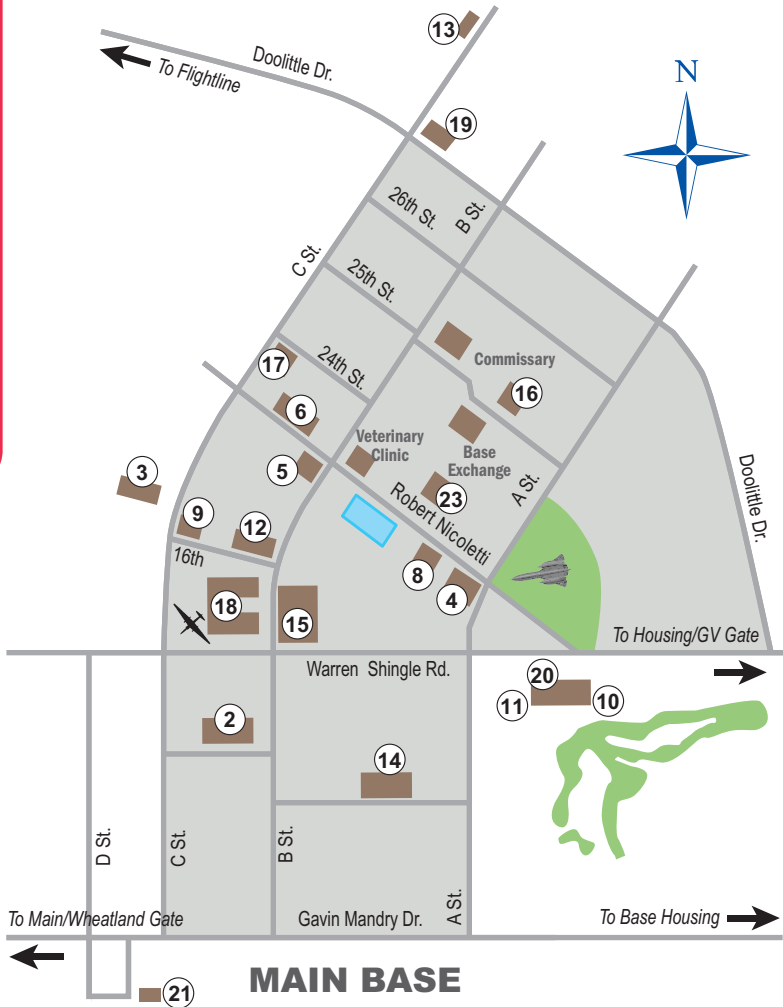 13
Doolittle Dr.
To Flightline
N
19
26th St.
B St.
C St.
25th St.
17
24th St.
Commissary
16
6
Veterinary
Clinic
Base
Exchange
3
5
A St.
Doolittle Dr.
23
Robert Nicoletti
9
12
16th
8
4
18
15
To Housing/GV Gate
Warren Shingle Rd.
20
11
10
2
14
D St.
C St.
B St.
A St.
To Main/Wheatland Gate
Gavin Mandry Dr.
To Base Housing
MAIN BASE
21